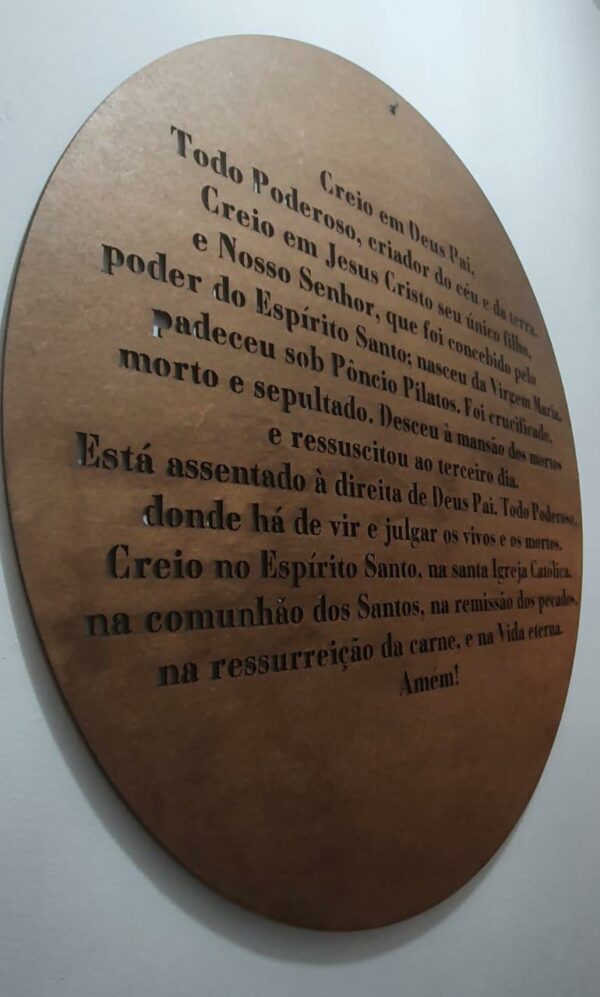 Creio em Deus Pai,
Todo Poderoso, criador do céu e da terra.
Creio em Jesus Cristo seu único filho,
e Nosso Senhor, que foi concebido pelo
poder do Espírito Santo; nasceu da Virgem Maria,
padeceu sob Pôncio Pilatos. Foi crucificado,
morto e sepultado. Desceu à mansão dos mortos
e ressuscitou ao terceiro dia.
Está assentado à direita de Deus Pai. Todo Poderoso,
donde há de vir e julgar os vivos e os mortos.
Creio no Espírito Santo, na santa Igreja Católica,
na comunhão dos Santos, na remissão dos pecados,
na ressurreição da carne, e na Vida eterna.
Amém!